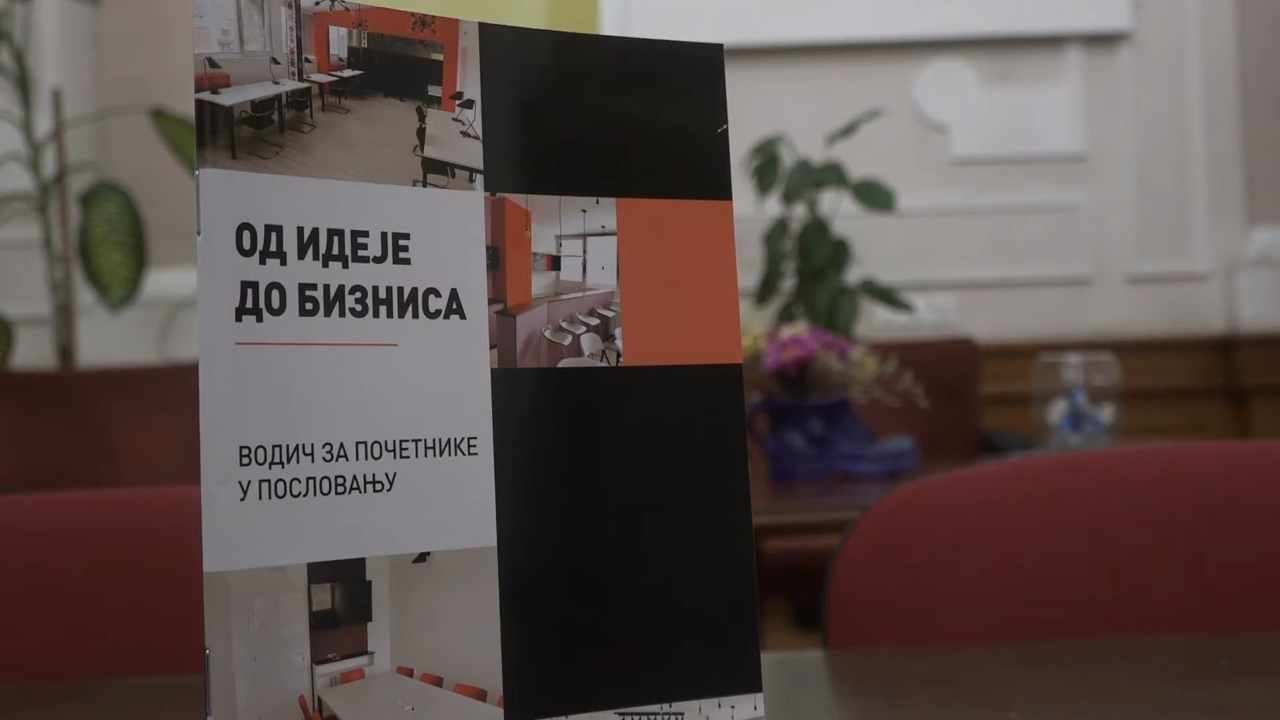 ОД ИДЕЈЕ
ДО БИЗНИСА
ВОДИЧ ЗА ПОЧЕТНИКЕ
У ПОСЛОВАЊУ